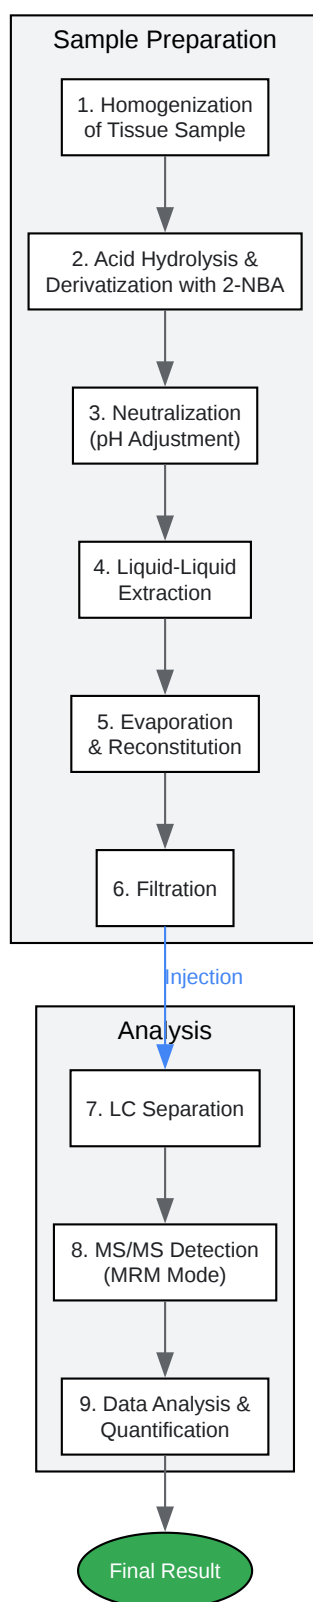 Sample Preparation
1. Homogenization
of Tissue Sample
2. Acid Hydrolysis &
Derivatization with 2-NBA
3. Neutralization
(pH Adjustment)
4. Liquid-Liquid
Extraction
5. Evaporation
& Reconstitution
6. Filtration
Injection
Analysis
7. LC Separation
8. MS/MS Detection
(MRM Mode)
9. Data Analysis &
Quantification
Final Result